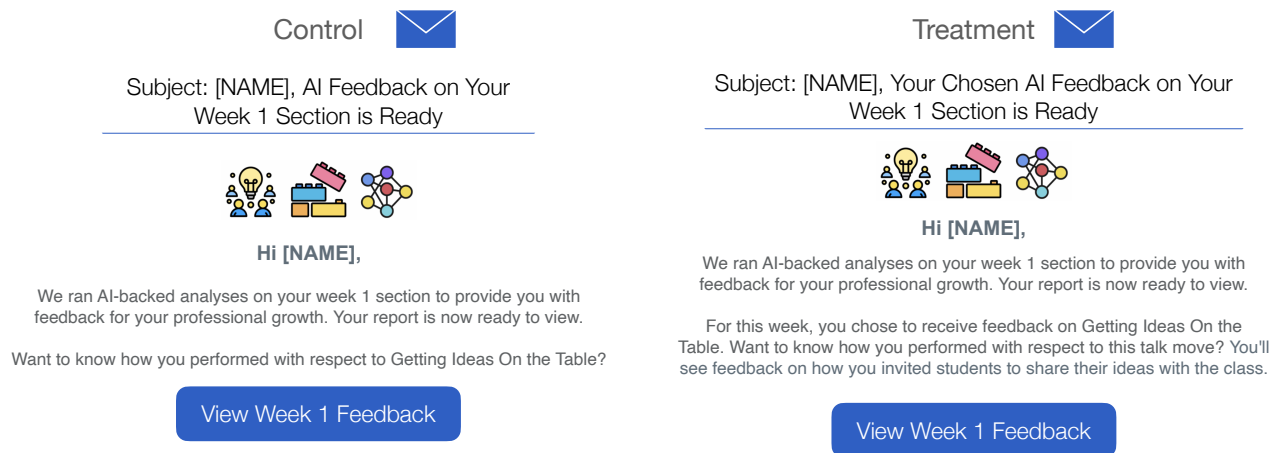 Control
Subject: [NAME], AI Feedback on Your
Week 1 Section is Ready
Hi [NAME],
We ran AI-backed analyses on your week 1 section to provide you with
feedback for your professional growth. Your report is now ready to view.
Want to know how you performed with respect to Getting Ideas On the Table?
View Week 1 Feedback
Treatment
Subject: [NAME], Your Chosen AI Feedback on Your
Week 1 Section is Ready
Hi [NAME],
We ran AI-backed analyses on your week 1 section to provide you with
feedback for your professional growth. Your report is now ready to view.
For this week, you chose to receive feedback on Getting Ideas On the
Table. Want to know how you performed with respect to this talk move? You'll
see feedback on how you invited students to share their ideas with the class.
View Week 1 Feedback